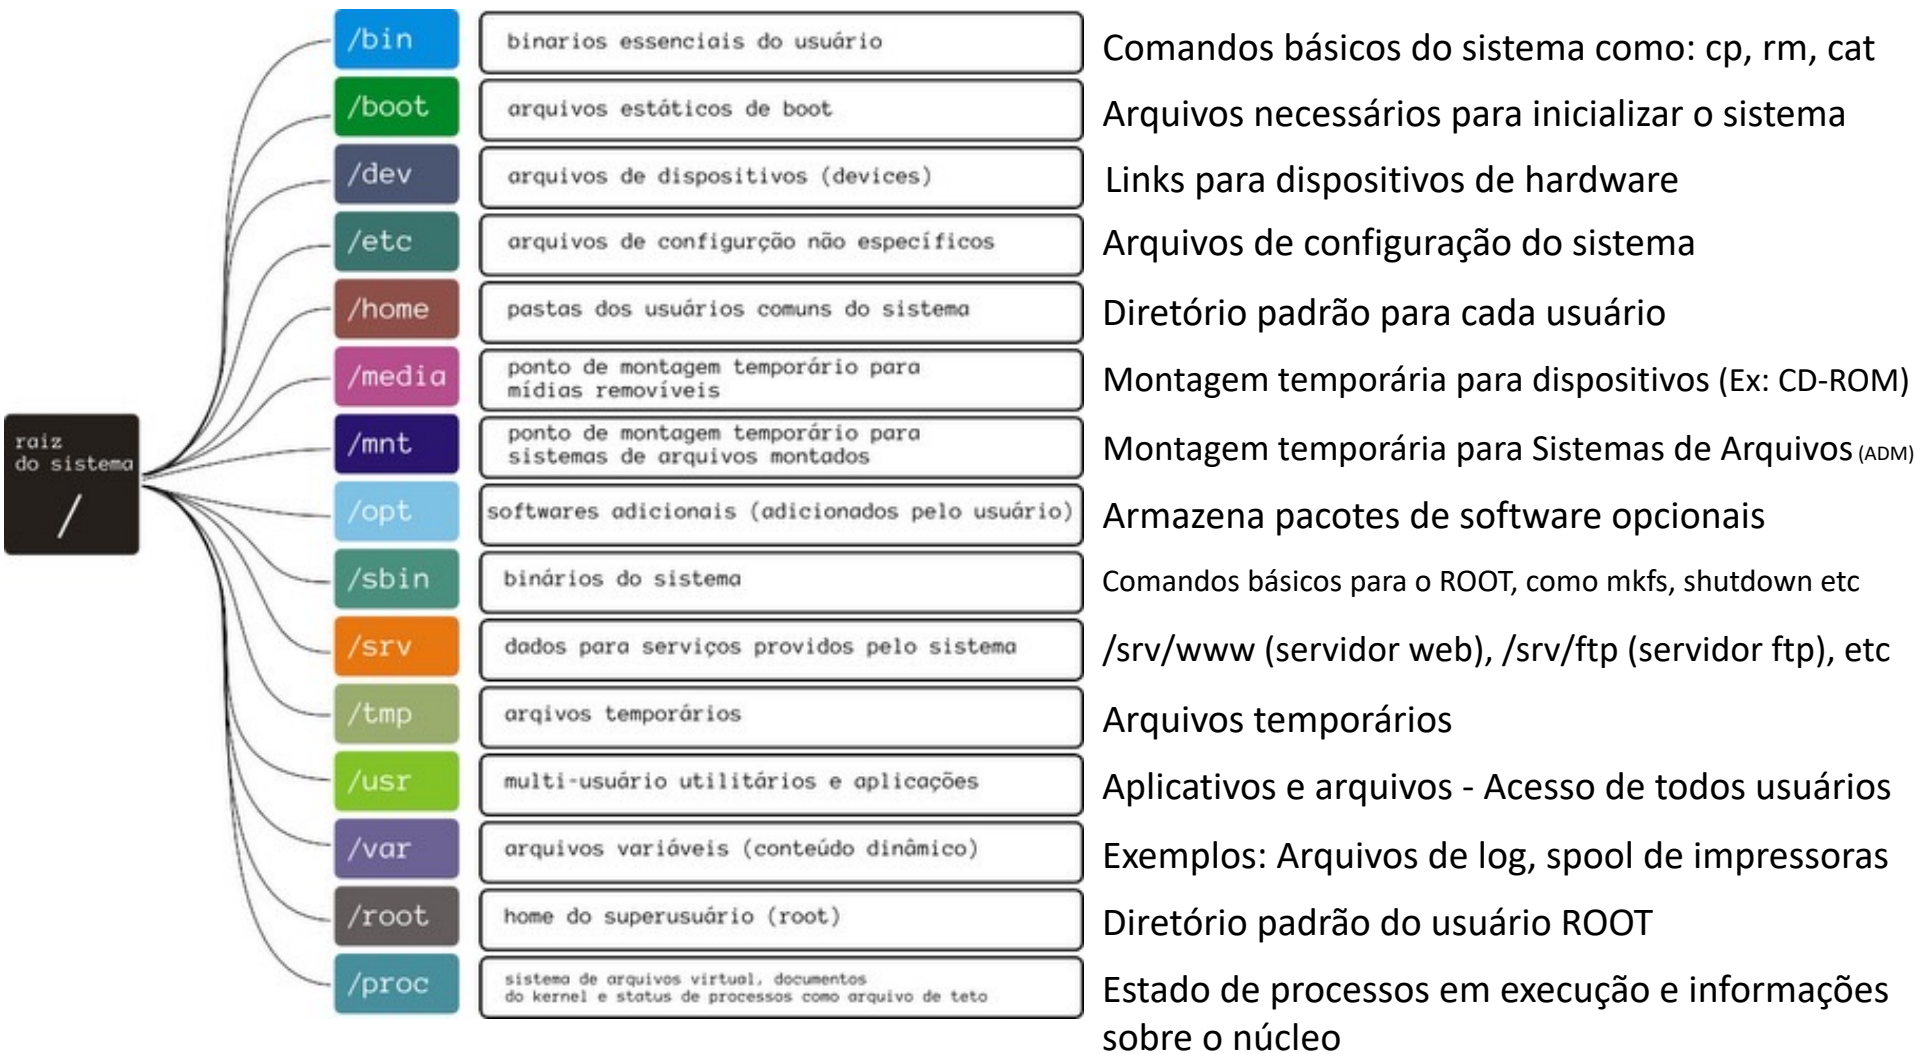 /bin
binarios essenciais do usuário
Comandos básicos do sistema como: cp, rm, cat
/boot
arquivos estáticos de boot
Arquivos necessários para inicializar o sistema
/dev
arquivos de dispositivos (devices)
Links para dispositivos de hardware
/etc
arquivos de configurção não específicos
Arquivos de configuração do sistema
/home
pastas dos usuários comuns do sistema
Diretório padrão para cada usuário
/media
ponto de montagem temporário para
mídias removíveis
Montagem temporária para dispositivos (Ex: CD-ROM)
raiz
do sistema
/
/mnt
ponto de montagem temporário para
sistemas de arquivos montados
Montagem temporária para Sistemas de Arquivos (ADM)
/opt
softwares adicionais (adicionados pelo usuário)
Armazena pacotes de software opcionais
/sbin
binários do sistema
Comandos básicos para o ROOT, como mkfs, shutdown etc
/srv
dados para serviços providos pelo sistema
/srv/www (servidor web), /srv/ftp (servidor ftp), etc
/tmp
arqivos temporários
Arquivos temporários
/usr
multi-usuário utilitários e aplicações
Aplicativos e arquivos - Acesso de todos usuários
/var
arquivos variáveis (conteúdo dinâmico)
Exemplos: Arquivos de log, spool de impressoras
/root
home do superusuário (root)
Diretório padrão do usuário ROOT
/proc
sistema de arquivos virtual, documentos
do kernel e status de processos como arquivo de teto
Estado de processos em execução e informações
sobre o núcleo